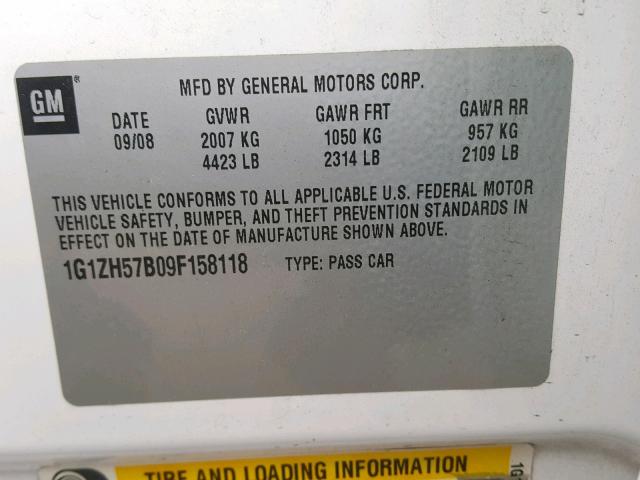 GM ®
MFD BY GENERAL MOTORS CORP.
DATE GVWR GAWR FRT GAWR RR
09/08 2007 KG 1050 KG 957 KG
4423 LB 2314 LB 2109 LB
THIS VEHICLE CONFORMS TO ALL APPLICABLE U.S. FEDERAL MOTOR
VEHICLE SAFETY, BUMPER, AND THEFT PREVENTION STANDARDS IN
EFFECT ON THE DATE OF MANUFACTURE SHOWN ABOVE.
1G1ZH57B09F158118 TYPE: PASS CAR
TIRE AND LOADING INFORMATION